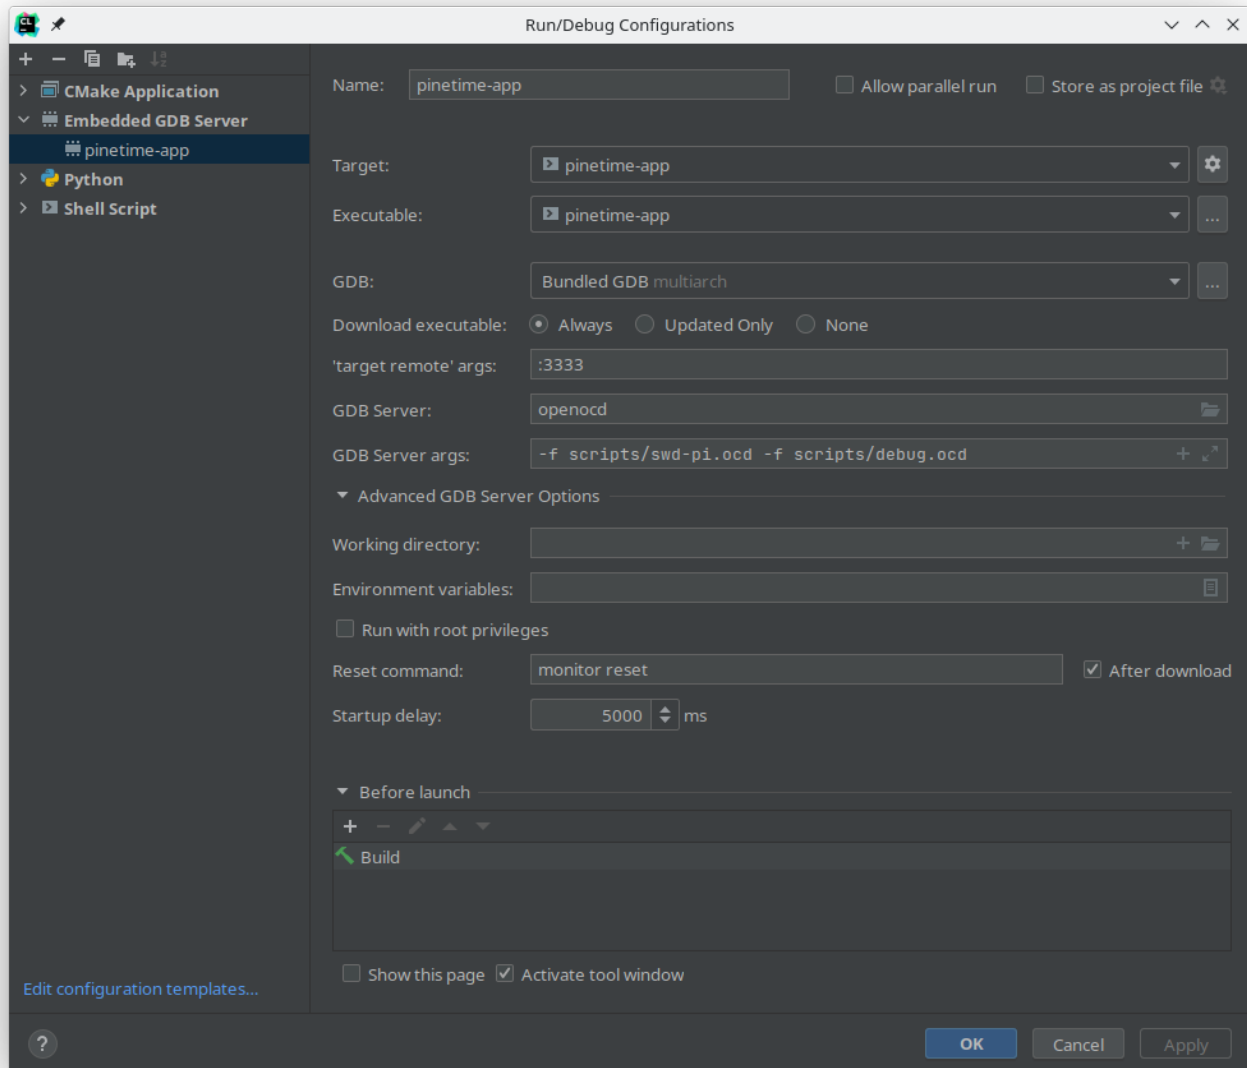 CL
Run/Debug Configurations
CMake Application
Embedded GDB Server
pinetime-app
Python
Shell Script
Edit configuration templates...
Name: pinetime-app Allow parallel run Store as project file
Target: pinetime-app
Executable: pinetime-app ...
GDB: Bundled GDB multiarch ...
Download executable: Always Updated Only None
'target remote' args: :3333
GDB Server: openocd
GDB Server args: -f scripts/swd-pi.ocd -f scripts/debug.ocd
Advanced GDB Server Options
Working directory:
Environment variables:
Run with root privileges
Reset command: monitor reset After download
Startup delay: 5000 ms
Before launch
Build
Show this page Activate tool window
? OK Cancel Apply